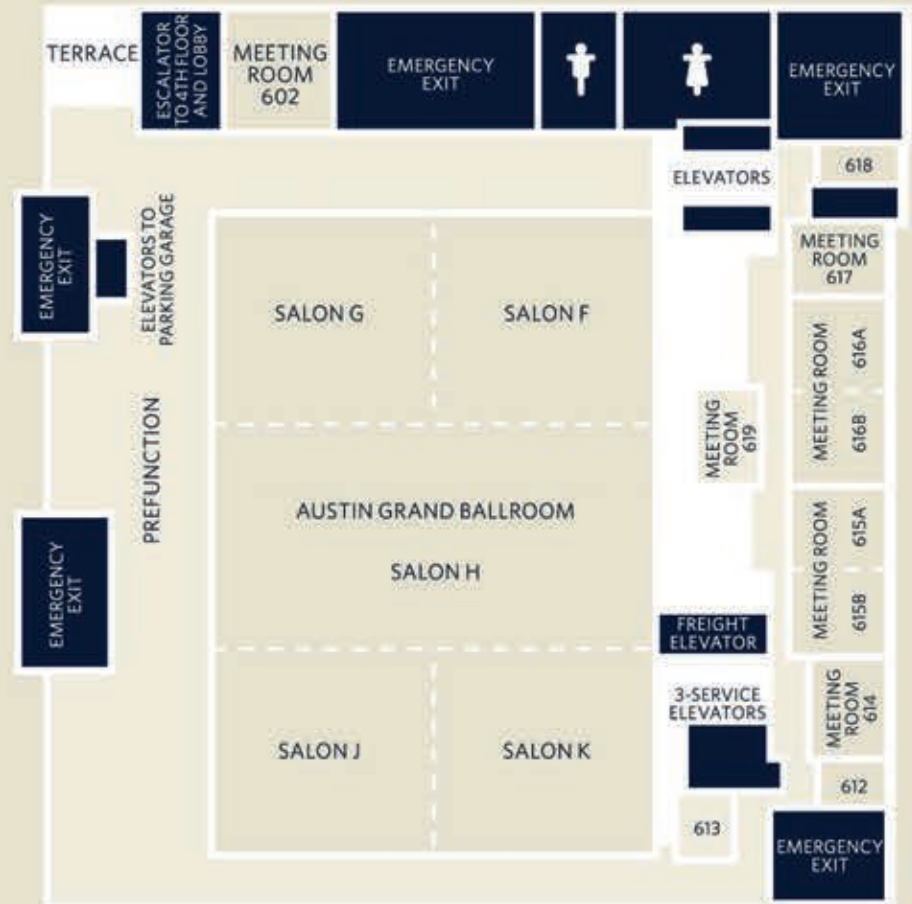 TERRACE
ESCALATOR
TO 4TH FLOOR
AND LOBBY
MEETING
ROOM
602
EMERGENCY
EXIT
EMERGENCY
EXIT
ELEVATORS
618
EMERGENCY
EXIT
ELEVATORS TO
PARKING GARAGE
MEETING
ROOM
617
SALON G
SALON F
MEETING ROOM
616A
616B
MEETING
ROOM
619
PREFUNCTION
AUSTIN GRAND BALLROOM
SALON H
MEETING ROOM
615A
615B
EMERGENCY
EXIT
FREIGHT
ELEVATOR
3-SERVICE
ELEVATORS
MEETING
ROOM
614
SALON J
SALON K
612
613
EMERGENCY
EXIT